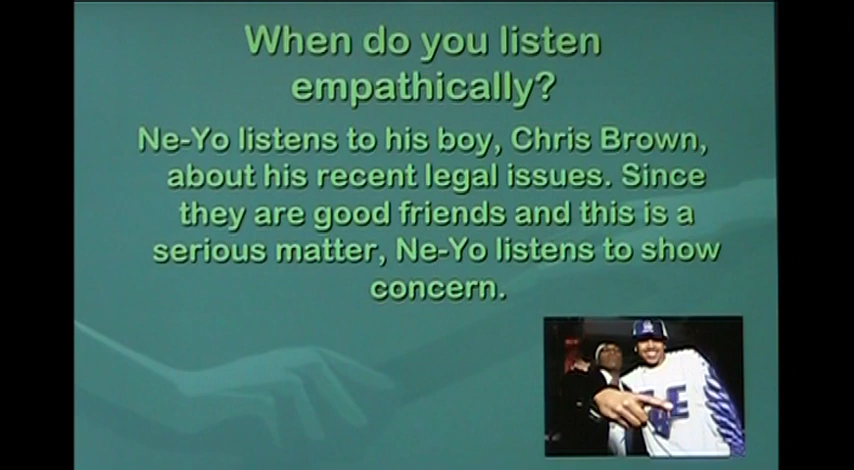 When do you listen
empathically?
Ne-Yo listens to his boy, Chris Brown,
about his recent legal issues. Since
they are good friends and this is a
serious matter, Ne-Yo listens to show
concern.